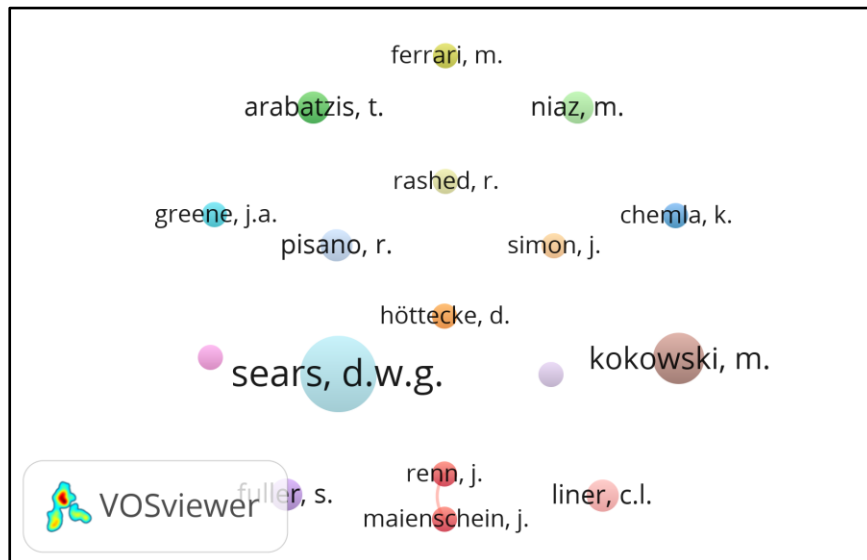 ferrari, m.
arabatzis, t.
niaz, m.
rashed, r.
greene, j.a.
chemla, k.
pisano, r.
simon, j.
höttecke, d.
sears, d.w.g.
kokowski, m.
renn, j.
fuller, s.
liner, c.l.
maienschein, j.
VOSviewer